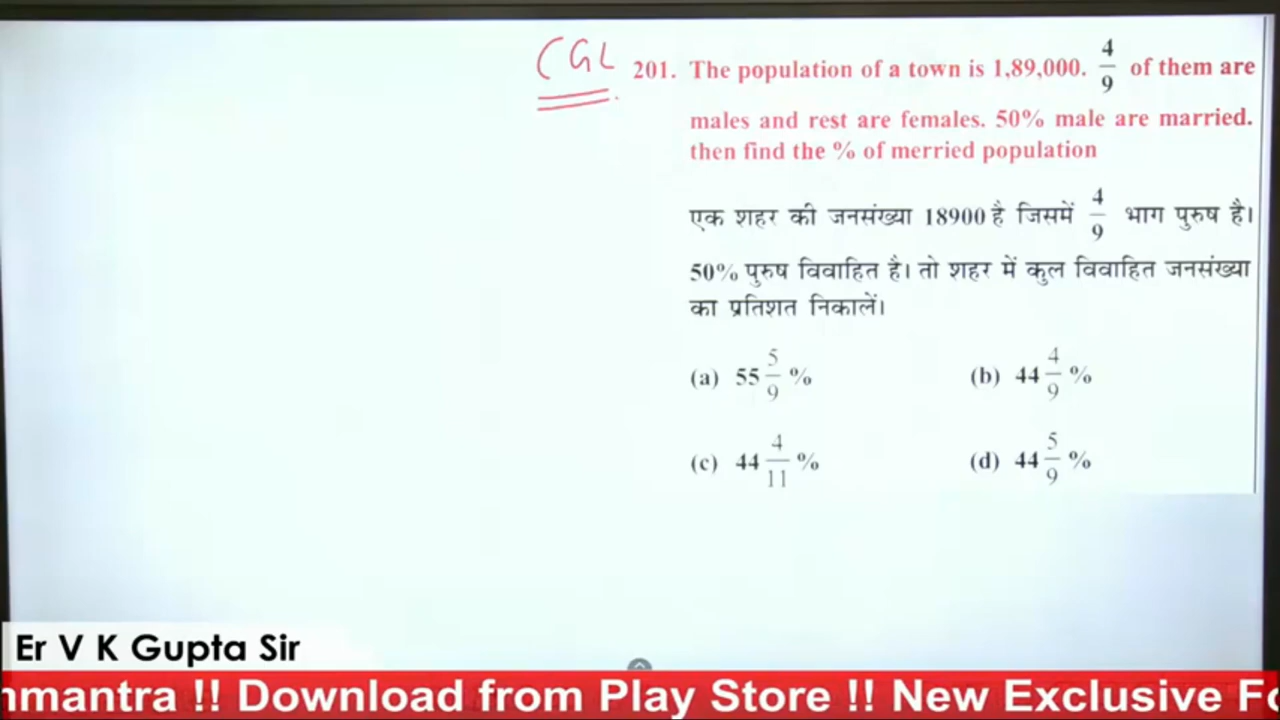 CGL
201. The population of a town is 1,89,000. 4/9 of them are
males and rest are females. 50% male are married.
then find the % of merried population
एक शहर की जनसंख्या 18900 है जिसमें 4/9 भाग पुरुष है।
50% पुरुष विवाहित है। तो शहर में कुल विवाहित जनसंख्या
का प्रतिशत निकालें।
(a) 55 5/9 % (b) 44 4/9 %
(c) 44 4/11 % (d) 44 5/9 %
Er V K Gupta Sir
nmantra !! Download from Play Store !! New Exclusive Fo